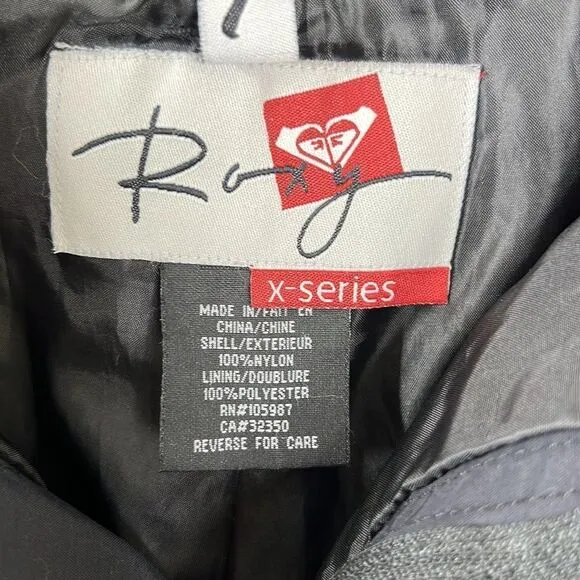 Roxy
x-series
MADE IN/FAIT EN
CHINA/CHINE
SHELL/EXTERIEUR
100%NYLON
LINING/DOUBLURE
100%POLYESTER
RN#105987
CA#32350
REVERSE FOR CARE